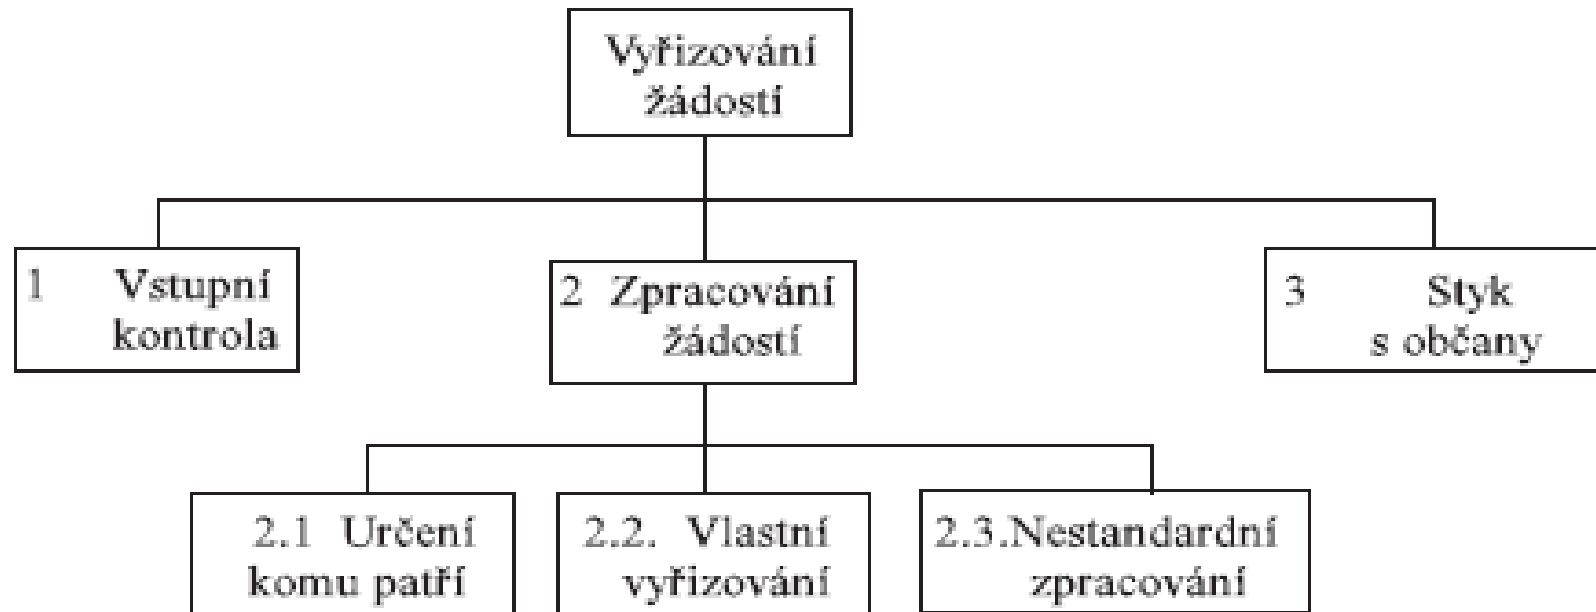 Vyřizování
žádostí
1 Vstupní
kontrola
2 Zpracování
žádostí
3 Styk
s občany
2.1 Určení
komu patří
2.2. Vlastní
vyřizování
2.3.Nestandardní
zpracování